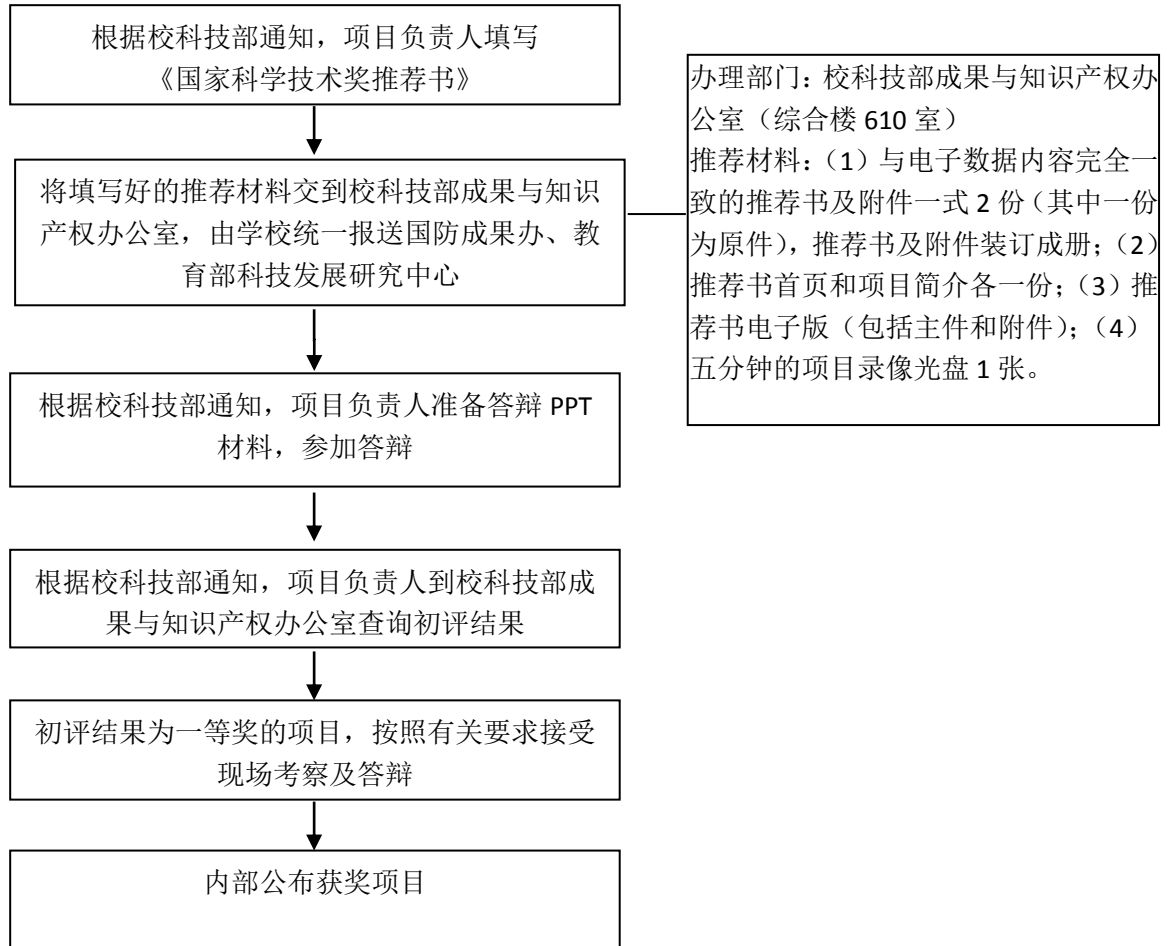 根据校科技部通知，项目负责人填写
《国家科学技术奖推荐书》
将填写好的推荐材料交到校科技部成果与知识
产权办公室，由学校统一报送国防成果办、教
育部科技发展研究中心
办理部门：校科技部成果与知识产权办
公室（综合楼 610 室）
推荐材料：（1）与电子数据内容完全一
致的推荐书及附件一式 2 份（其中一份
为原件），推荐书及附件装订成册；（2）
推荐书首页和项目简介各一份；（3）推
荐书电子版（包括主件和附件）；（4）
五分钟的项目录像光盘 1 张。
根据校科技部通知，项目负责人准备答辩 PPT
材料，参加答辩
根据校科技部通知，项目负责人到校科技部成
果与知识产权办公室查询初评结果
初评结果为一等奖的项目，按照有关要求接受
现场考察及答辩
内部公布获奖项目